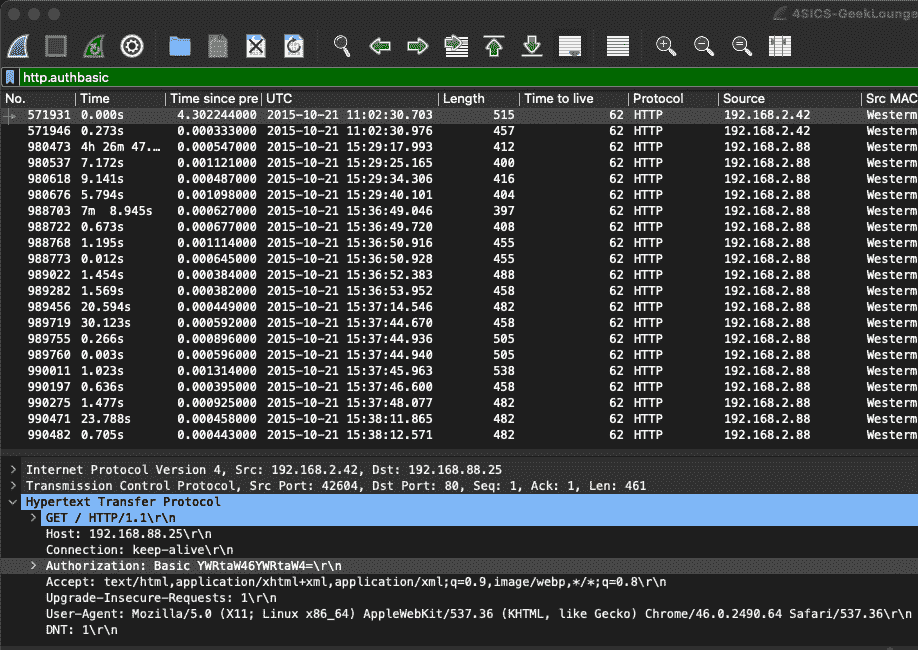 4SICS-GeekLounge
http.authbasic
No. Time Time since pre UTC Length Time to live Protocol Source Src MAC
571931 0.000s 4.302244000 2015-10-21 11:02:30.703 515 62 HTTP 192.168.2.42 Westerm
571946 0.273s 0.000333000 2015-10-21 11:02:30.976 457 62 HTTP 192.168.2.42 Westerm
980473 4h 26m 47.… 0.000547000 2015-10-21 15:29:17.993 412 62 HTTP 192.168.2.88 Westerm
980537 7.172s 0.001121000 2015-10-21 15:29:25.165 400 62 HTTP 192.168.2.88 Westerm
980618 9.141s 0.000487000 2015-10-21 15:29:34.306 416 62 HTTP 192.168.2.88 Westerm
980676 5.794s 0.001098000 2015-10-21 15:29:40.101 404 62 HTTP 192.168.2.88 Westerm
988703 7m 8.945s 0.000627000 2015-10-21 15:36:49.046 397 62 HTTP 192.168.2.88 Westerm
988722 0.673s 0.000677000 2015-10-21 15:36:49.720 408 62 HTTP 192.168.2.88 Westerm
988768 1.195s 0.001114000 2015-10-21 15:36:50.916 455 62 HTTP 192.168.2.88 Westerm
988773 0.012s 0.000645000 2015-10-21 15:36:50.928 455 62 HTTP 192.168.2.88 Westerm
989022 1.454s 0.000384000 2015-10-21 15:36:52.383 488 62 HTTP 192.168.2.88 Westerm
989282 1.569s 0.000382000 2015-10-21 15:36:53.952 458 62 HTTP 192.168.2.88 Westerm
989456 20.594s 0.000449000 2015-10-21 15:37:14.546 482 62 HTTP 192.168.2.88 Westerm
989719 30.123s 0.000592000 2015-10-21 15:37:44.670 458 62 HTTP 192.168.2.88 Westerm
989755 0.266s 0.000896000 2015-10-21 15:37:44.936 505 62 HTTP 192.168.2.88 Westerm
989760 0.003s 0.000596000 2015-10-21 15:37:44.940 505 62 HTTP 192.168.2.88 Westerm
990011 1.023s 0.001314000 2015-10-21 15:37:45.963 538 62 HTTP 192.168.2.88 Westerm
990197 0.636s 0.000395000 2015-10-21 15:37:46.600 458 62 HTTP 192.168.2.88 Westerm
990275 1.477s 0.000925000 2015-10-21 15:37:48.077 482 62 HTTP 192.168.2.88 Westerm
990471 23.788s 0.000458000 2015-10-21 15:38:11.865 482 62 HTTP 192.168.2.88 Westerm
990482 0.705s 0.000443000 2015-10-21 15:38:12.571 482 62 HTTP 192.168.2.88 Westerm
Internet Protocol Version 4, Src: 192.168.2.42, Dst: 192.168.88.25
Transmission Control Protocol, Src Port: 42604, Dst Port: 80, Seq: 1, Ack: 1, Len: 461
Hypertext Transfer Protocol
GET / HTTP/1.1\r\n
Host: 192.168.88.25\r\n
Connection: keep-alive\r\n
Authorization: Basic YWRtaW46YWRtaW4=\r\n
Accept: text/html,application/xhtml+xml,application/xml;q=0.9,image/webp,*/*;q=0.8\r\n
Upgrade-Insecure-Requests: 1\r\n
User-Agent: Mozilla/5.0 (X11; Linux x86_64) AppleWebKit/537.36 (KHTML, like Gecko) Chrome/46.0.2490.64 Safari/537.36\r\n
DNT: 1\r\n